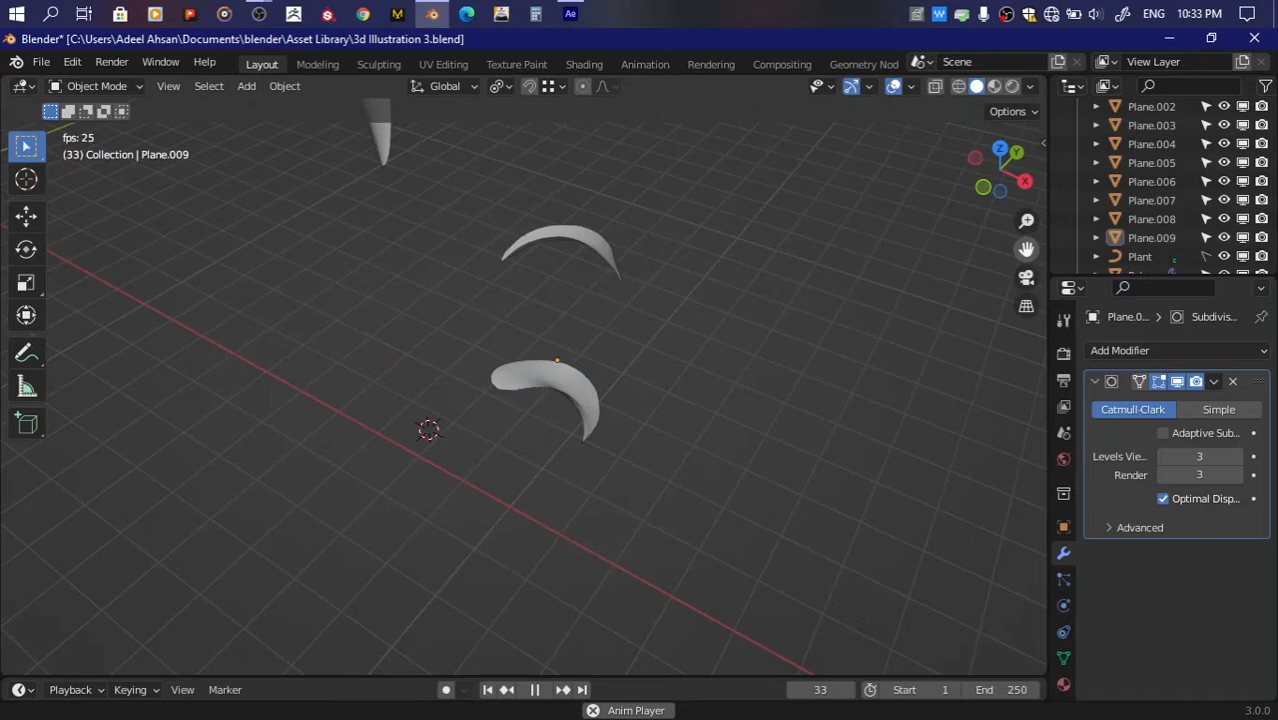 ENG 10:33 PM
Blender* [C:\Users\Adeel Ahsan\Documents\blender\Asset Library\3d Illustration 3.blend]
File Edit Render Window Help Layout Modeling Sculpting UV Editing Texture Paint Shading Animation Rendering Compositing Geometry Nod Scene View Layer
Object Mode View Select Add Object Global
Options
fps: 25
(33) Collection | Plane.009
Z
Y
X
Plane.002
Plane.003
Plane.004
Plane.005
Plane.006
Plane.007
Plane.008
Plane.009
Plant
Plane.0... > Subdivis...
Add Modifier
Catmull-Clark Simple
Adaptive Sub...
Levels Vie... 3
Render 3
Optimal Disp...
Advanced
Playback Keying View Marker 33 Start 1 End 250
Anim Player 3.0.0